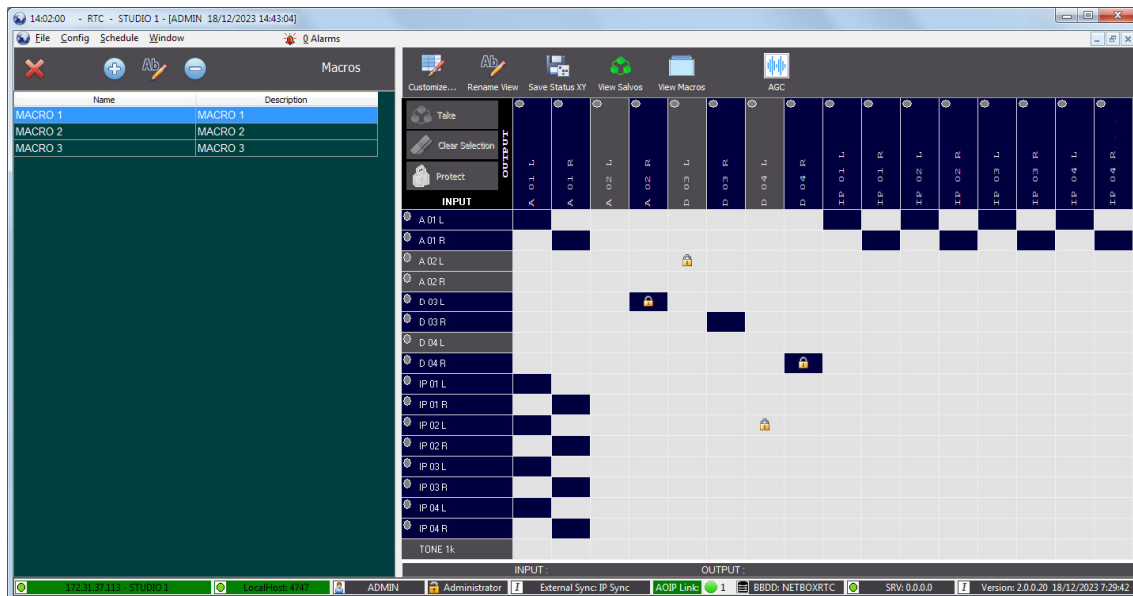 14:02:00 - RTC - STUDIO 1 - [ADMIN 18/12/2023 14:43:04]
File Config Schedule Window 0 Alarms
Macros
Name Description
MACRO 1 MACRO 1
MACRO 2 MACRO 2
MACRO 3 MACRO 3
Customize... Rename View Save Status XY View Salvos View Macros AGC
Take
Clear Selection
Protect
OUTPUT
INPUT
A 01 L
A 01 R
A 02 L
A 02 R
D 03 L
D 03 R
D 04 L
D 04 R
IP 01 L
IP 01 R
IP 02 L
IP 02 R
IP 03 L
IP 03 R
IP 04 L
IP 04 R
A 01 L
A 01 R
A 02 L
A 02 R
D 03 L
D 03 R
D 04 L
D 04 R
IP 01 L
IP 01 R
IP 02 L
IP 02 R
IP 03 L
IP 03 R
IP 04 L
IP 04 R
TONE 1k
INPUT : OUTPUT :
172.31.37.113 - STUDIO 1 LocalHost: 4747 ADMIN Administrator I External Sync: IP Sync AOIP Link: 1 BBDD: NETBOXRTC SRV: 0.0.0.0 I Version: 2.0.0.20 18/12/2023 7:29:42